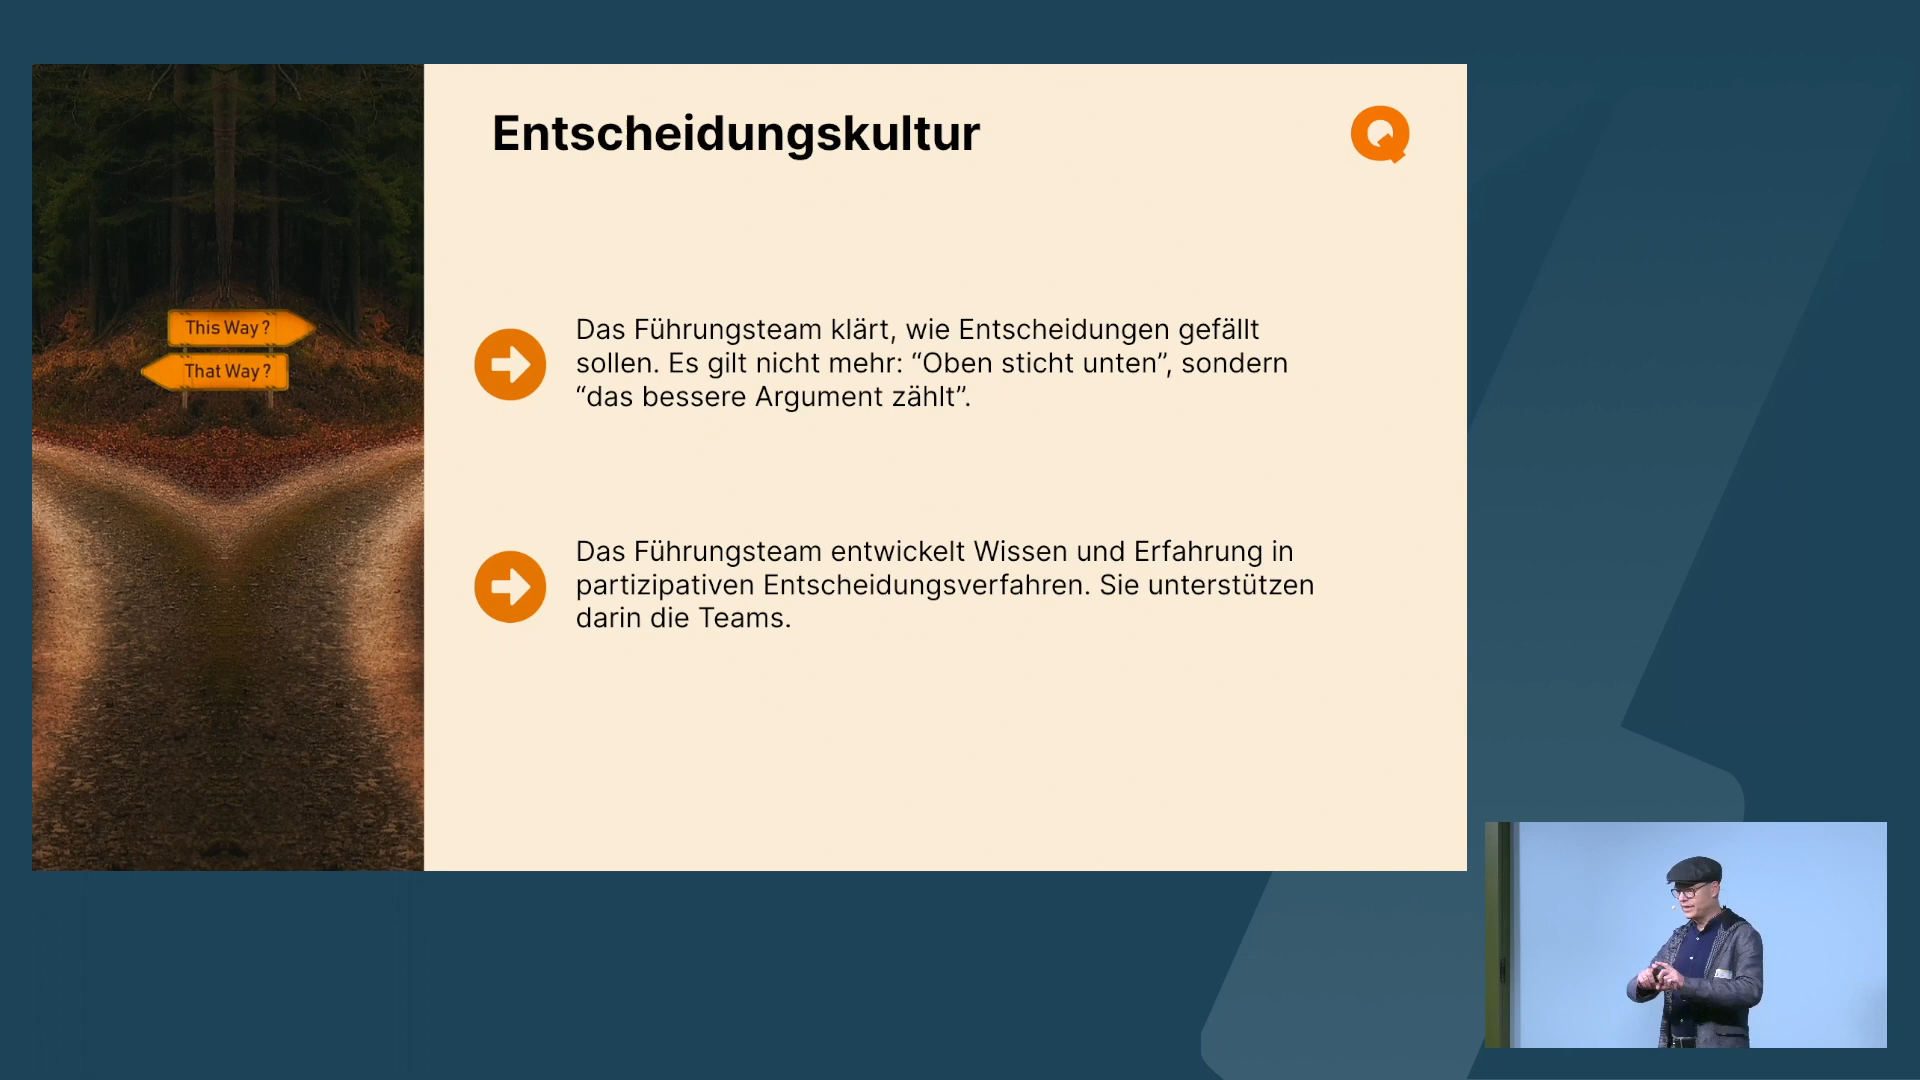 Entscheidungskultur
This Way ?
That Way ?
Das Führungsteam klärt, wie Entscheidungen gefällt
sollen. Es gilt nicht mehr: “Oben sticht unten”, sondern
“das bessere Argument zählt”.
Das Führungsteam entwickelt Wissen und Erfahrung in
partizipativen Entscheidungsverfahren. Sie unterstützen
darin die Teams.